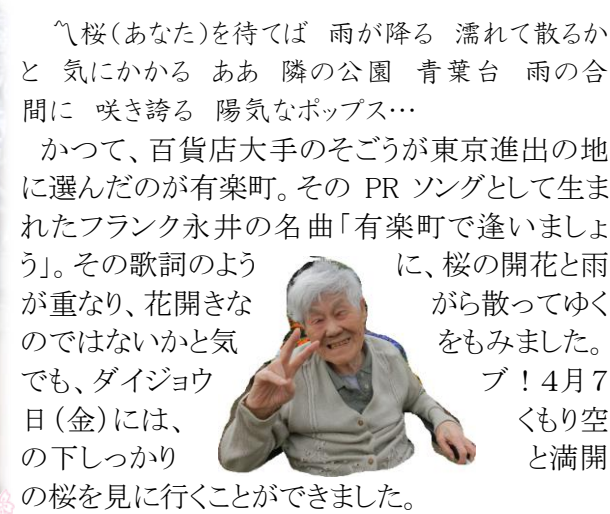 〽桜(あなた)を待てば 雨が降る 濡れて散るか
と 気にかかる ああ 隣の公園 青葉台 雨の合
間に 咲き誇る 陽気なポップス…
かつて、百貨店大手のそごうが東京進出の地
に選んだのが有楽町。その PR ソングとして生ま
れたフランク永井の名曲「有楽町で逢いましょ
う」。その歌詞のよう に、桜の開花と雨
が重なり、花開きな がら散ってゆく
のではないかと気 をもみました。
でも、ダイジョウ ブ！4月7
日(金)には、 くもり空
の下しっかり と満開
の桜を見に行くことができました。